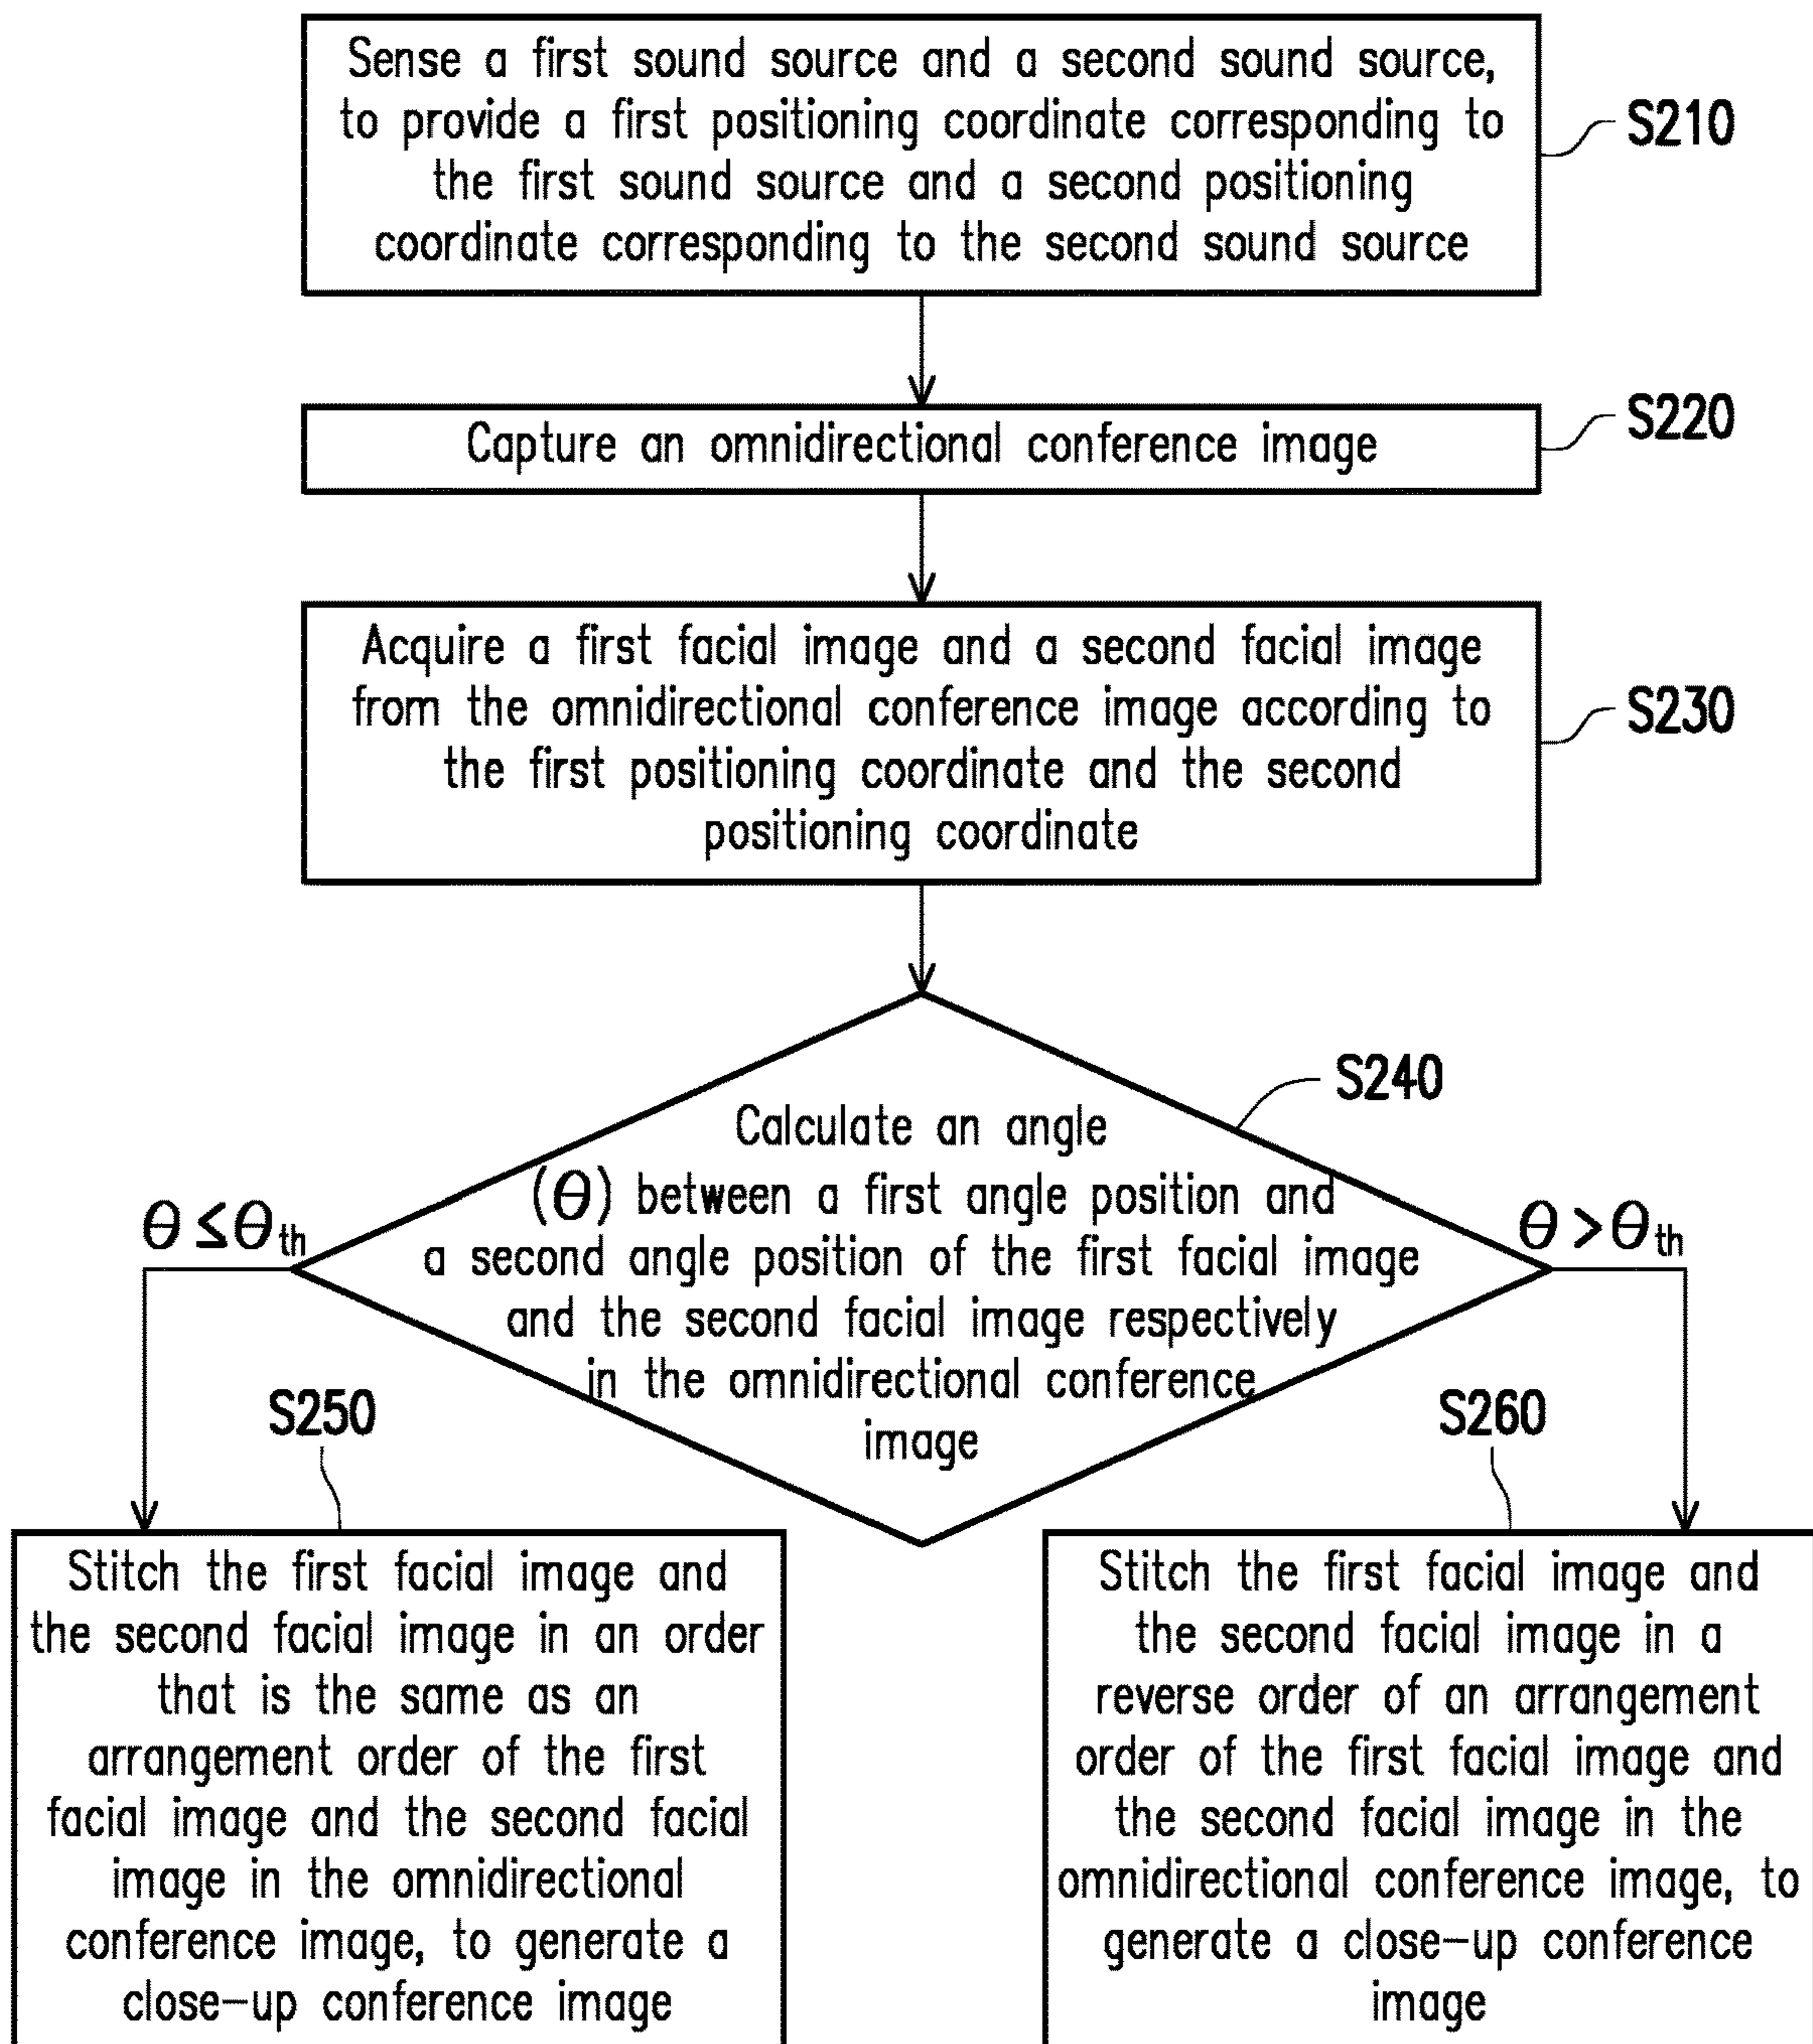 Sense a first sound source and a second sound source,
to provide a first positioning coordinate corresponding to
the first sound source and a second positioning
coordinate corresponding to the second sound source
S210
Capture an omnidirectional conference image
S220
Acquire a first facial image and a second facial image
from the omnidirectional conference image according to
the first positioning coordinate and the second
positioning coordinate
S230
S240
Calculate an angle
(θ) between a first angle position and
a second angle position of the first facial image
and the second facial image respectively
in the omnidirectional conference
image
θ ≤ θth
θ > θth
S250
Stitch the first facial image and
the second facial image in an order
that is the same as an
arrangement order of the first
facial image and the second facial
image in the omnidirectional
conference image, to generate a
close-up conference image
S260
Stitch the first facial image and
the second facial image in a
reverse order of an arrangement
order of the first facial image and
the second facial image in the
omnidirectional conference image, to
generate a close-up conference
image